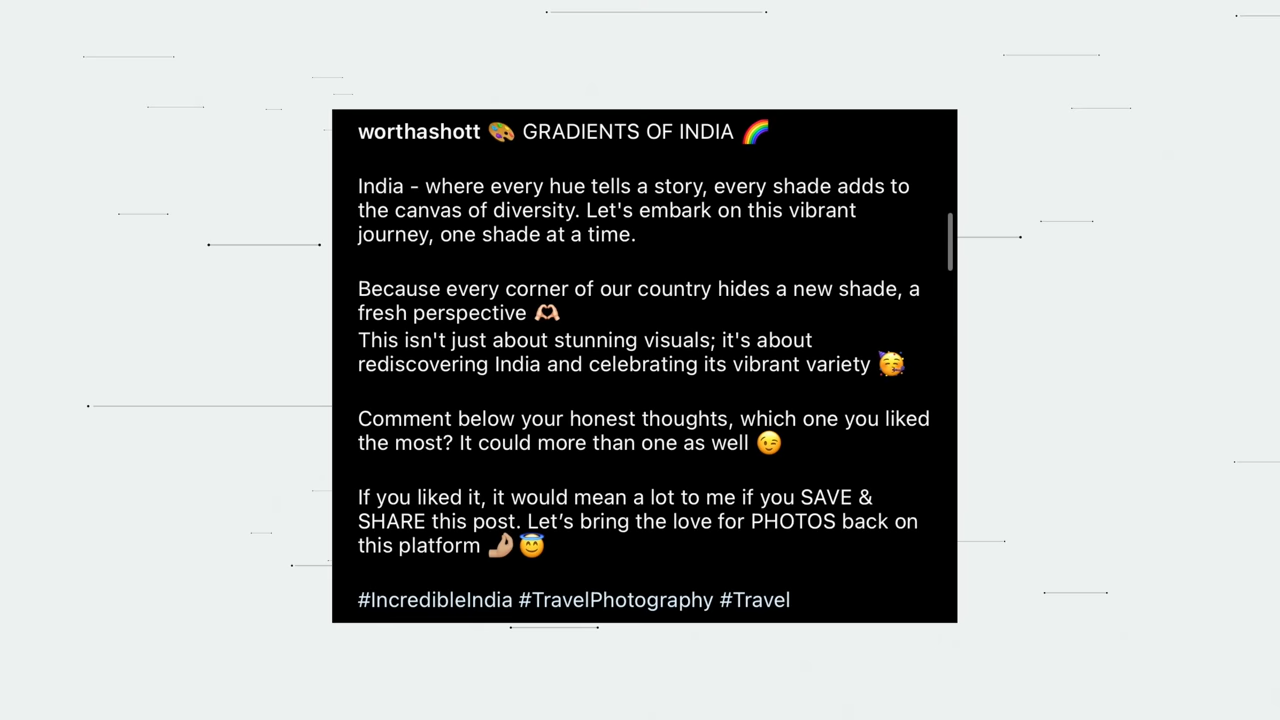 worthashott 🎨 GRADIENTS OF INDIA 🌈
India - where every hue tells a story, every shade adds to
the canvas of diversity. Let's embark on this vibrant
journey, one shade at a time.
Because every corner of our country hides a new shade, a
fresh perspective 🫶🏻
This isn't just about stunning visuals; it's about
rediscovering India and celebrating its vibrant variety 🥳
Comment below your honest thoughts, which one you liked
the most? It could more than one as well 😉
If you liked it, it would mean a lot to me if you SAVE &
SHARE this post. Let’s bring the love for PHOTOS back on
this platform 🤌🏼😇
#IncredibleIndia #TravelPhotography #Travel